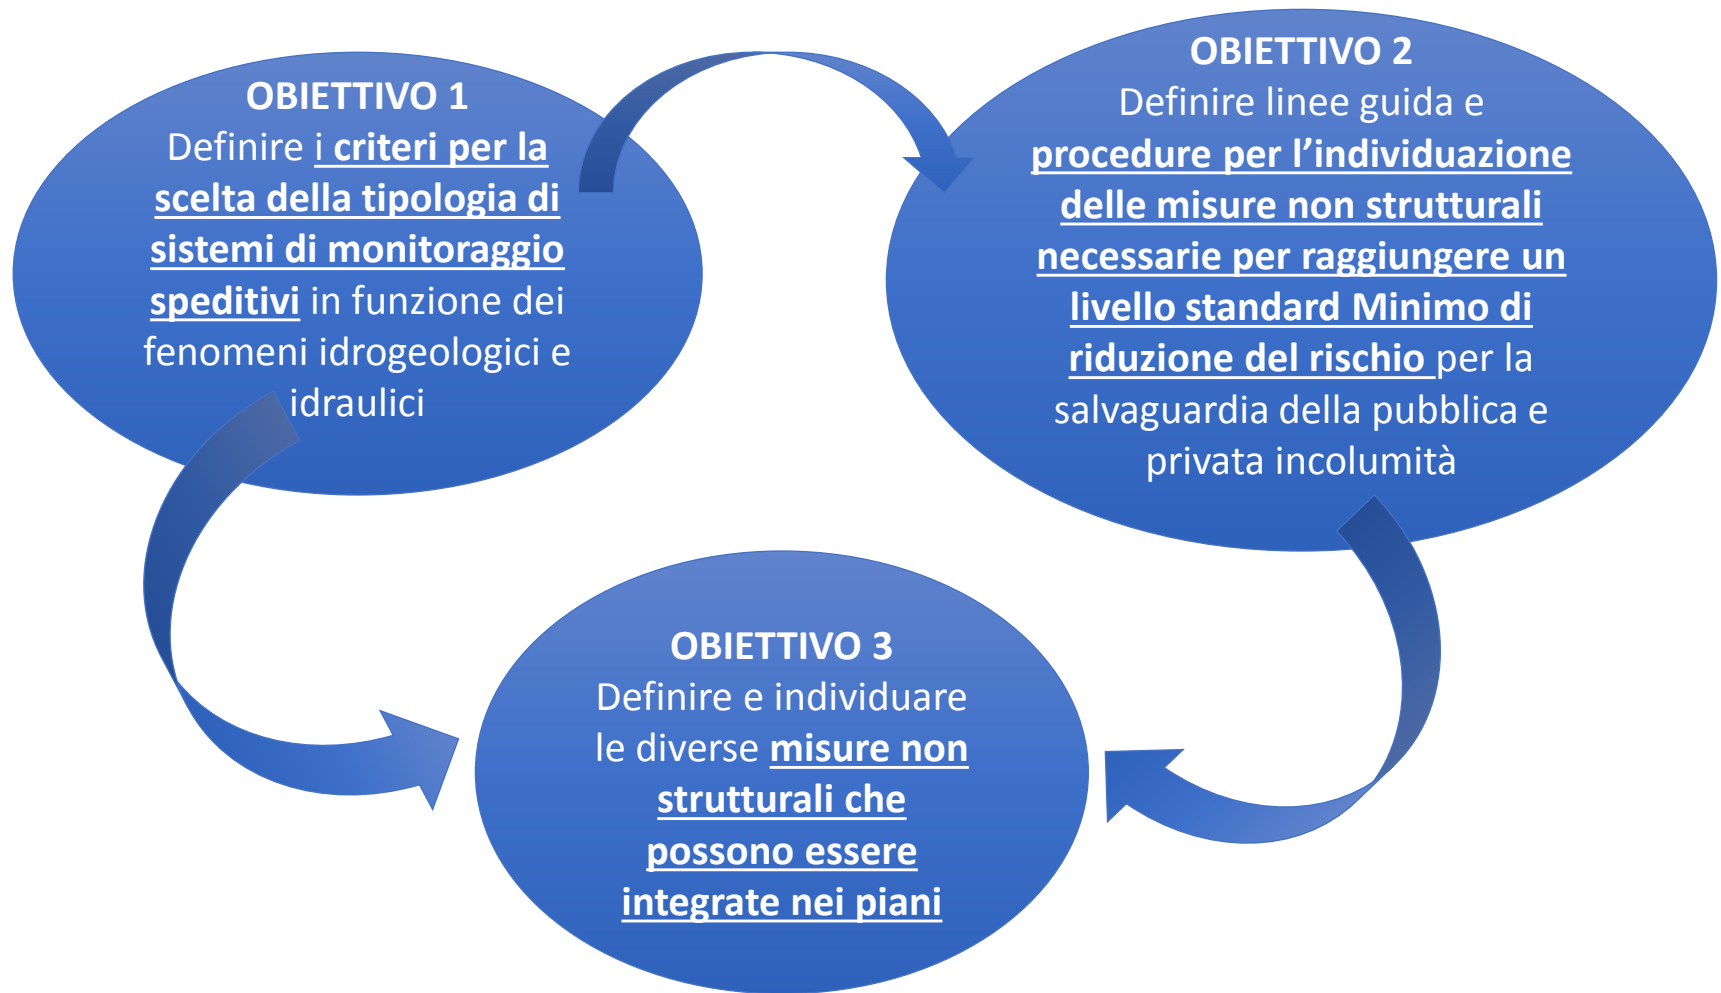 OBIETTIVO 1
Definire i criteri per la
scelta della tipologia di
sistemi di monitoraggio
speditivi in funzione dei
fenomeni idrogeologici e
idraulici
OBIETTIVO 2
Definire linee guida e
procedure per l’individuazione
delle misure non strutturali
necessarie per raggiungere un
livello standard Minimo di
riduzione del rischio per la
salvaguardia della pubblica e
privata incolumità
OBIETTIVO 3
Definire e individuare
le diverse misure non
strutturali che
possono essere
integrate nei piani